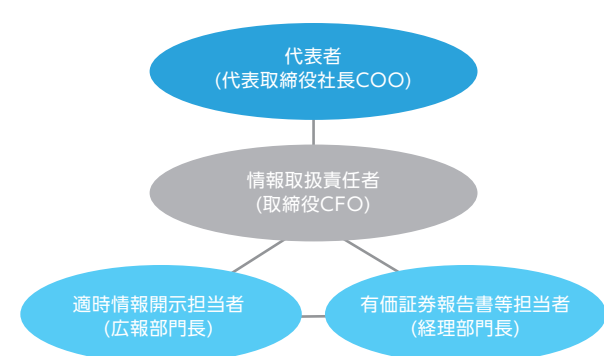 代表者
(代表取締役社長COO)
情報取扱責任者
(取締役CFO)
適時情報開示担当者
(広報部門長)
有価証券報告書等担当者
(経理部門長)